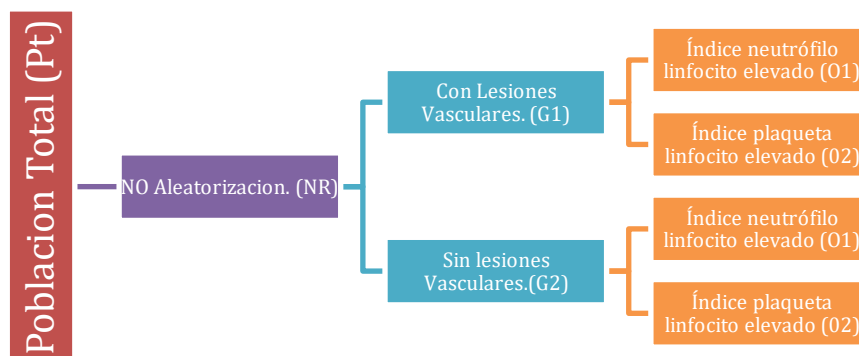 Poblacion Total (Pt)
NO Aleatorizacion. (NR)
Con Lesiones
Vasculares. (G1)
Índice neutrófilo
linfocito elevado (O1)
Índice plaqueta
linfocito elevado (02)
Sin lesiones
Vasculares.(G2)
Índice neutrófilo
linfocito elevado (O1)
Índice plaqueta
linfocito elevado (02)